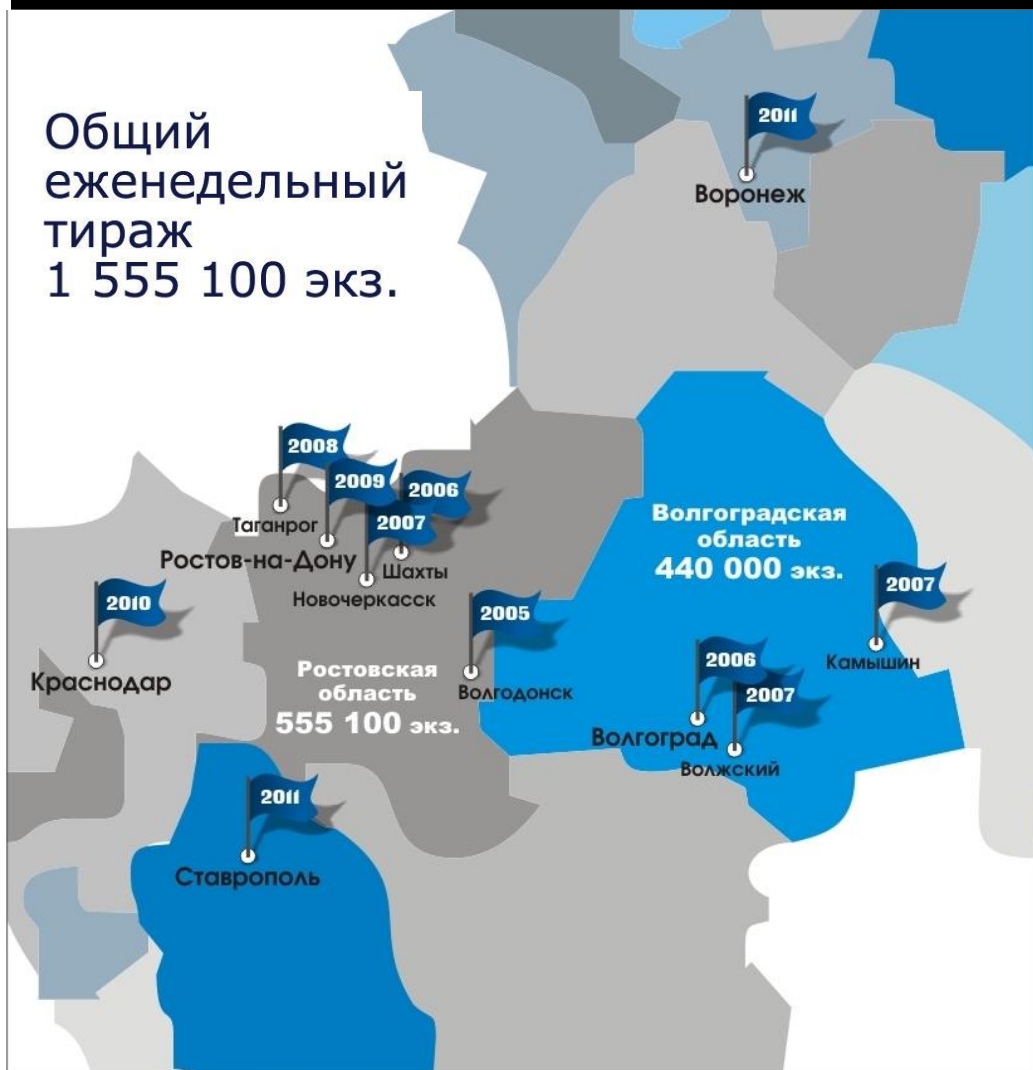 Общий
еженедельный
тираж
1 555 100 экз.
2011
Воронеж
2008
Таганрог
2009
Ростов-на-Дону
2006
Шахты
2007
Новочеркасск
2010
Краснодар
2005
Волгодонск
Ростовская
область
555 100 экз.
Волгоградская
область
440 000 экз.
2007
Камышин
2006
Волгоград
2007
Волжский
2011
Ставрополь